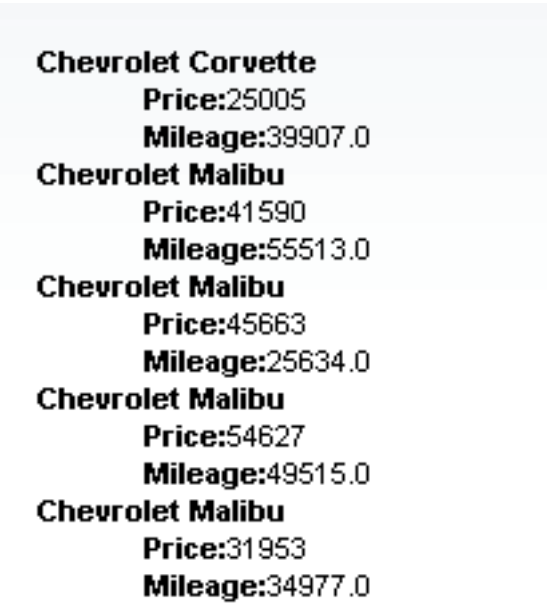 Chevrolet Corvette
Price:25005
Mileage:39907.0
Chevrolet Malibu
Price:41590
Mileage:55513.0
Chevrolet Malibu
Price:45663
Mileage:25634.0
Chevrolet Malibu
Price:54627
Mileage:49515.0
Chevrolet Malibu
Price:31953
Mileage:34977.0